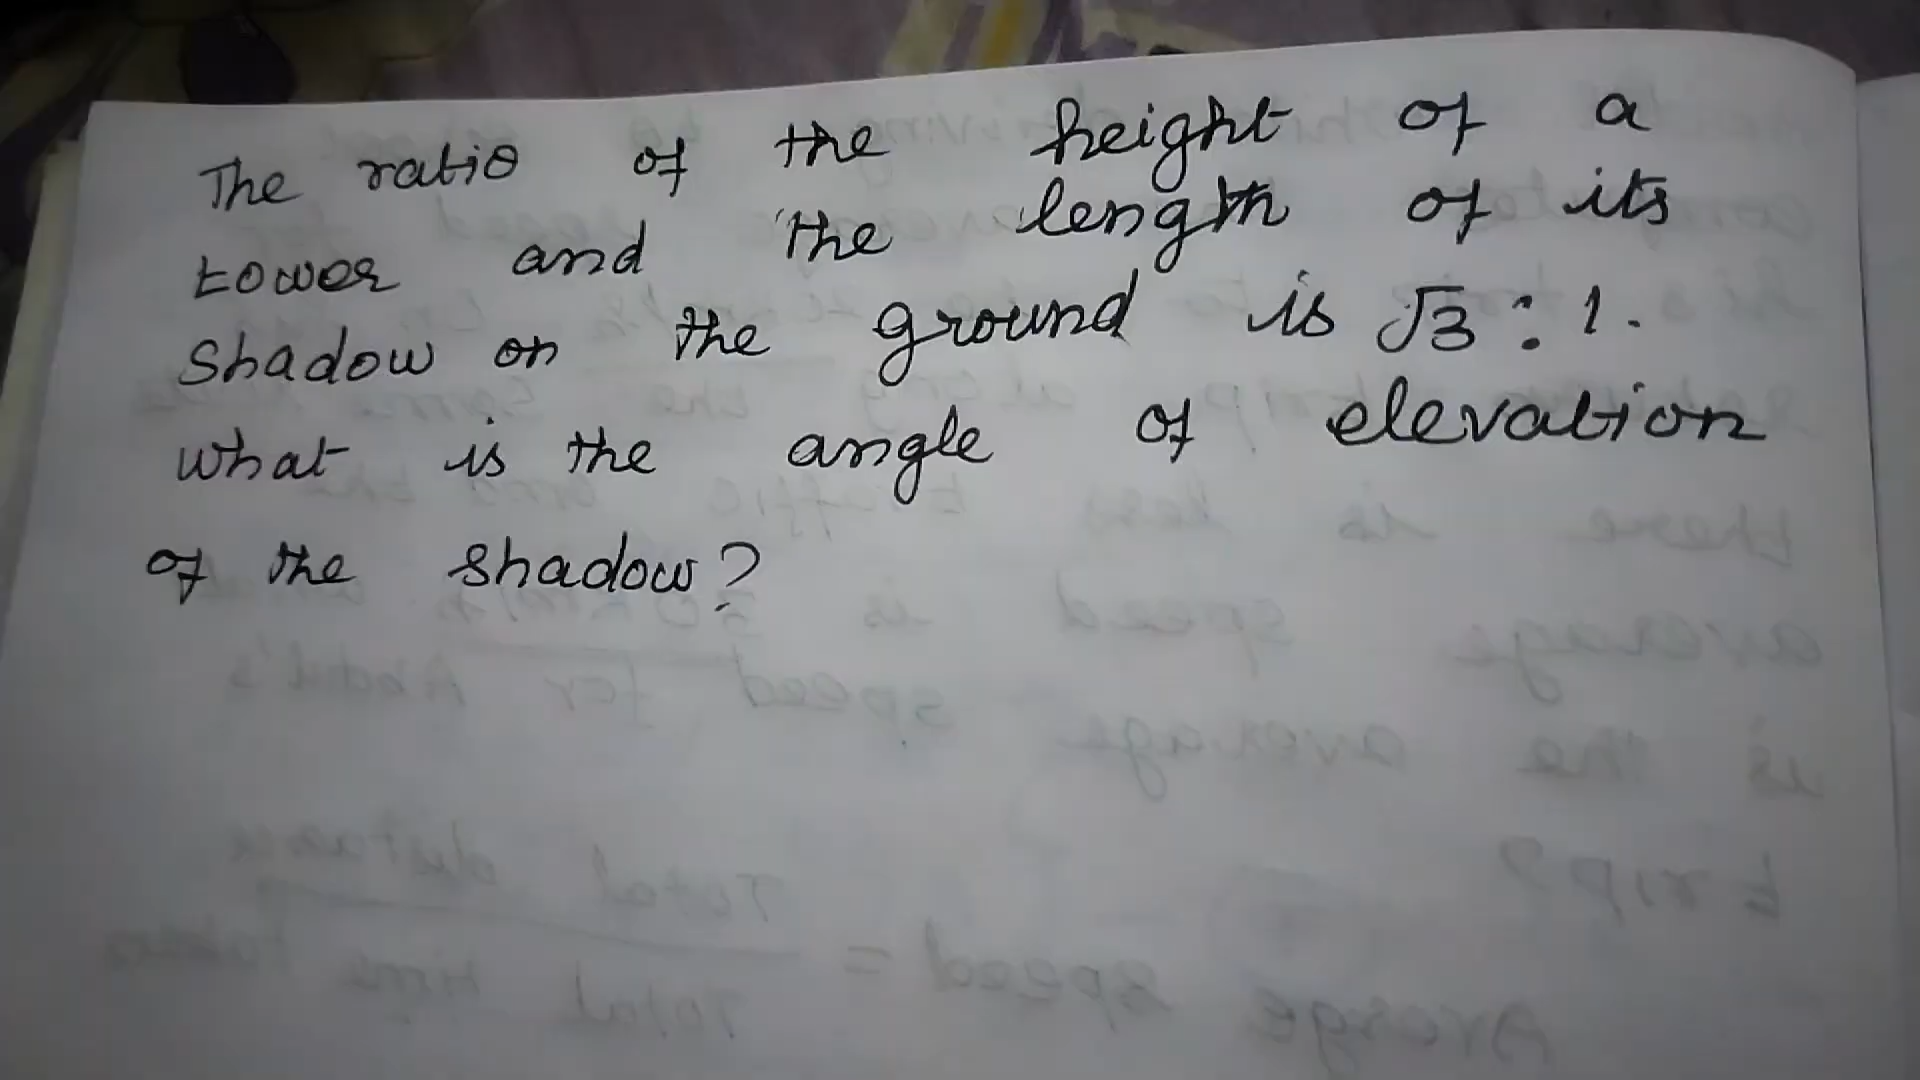 The ratio of the height of a
tower and the length of its
Shadow on the ground is √3 : 1.
what is the angle of elevation
of the shadow?